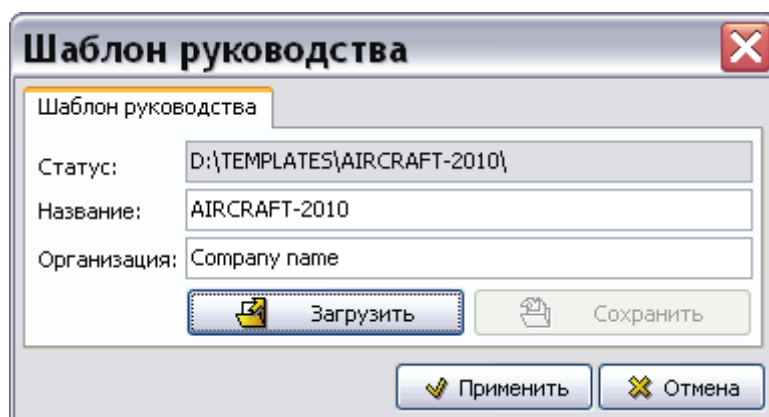 Шаблон руководства
Шаблон руководства
Статус: D:\TEMPLATES\AIRCRAFT-2010\
Название: AIRCRAFT-2010
Организация: Company name
Загрузить Сохранить
Применить Отмена